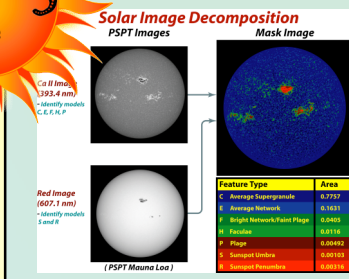 Solar Image Decomposition
PSPT Images
Mask Image
Ca II Image
(393.4 nm)
• Identify models
C, E, F, H, P
Red Image
(607.1 nm)
• Identify models
S and R
( PSPT Mauna Loa )
Feature Type Area
C Average Supergranule 0.7757
E Average Network 0.1631
F Bright Network/Faint Plage 0.0405
H Faculae 0.0116
P Plage 0.00492
S Sunspot Umbra 0.00103
R Sunspot Penumbra 0.00316